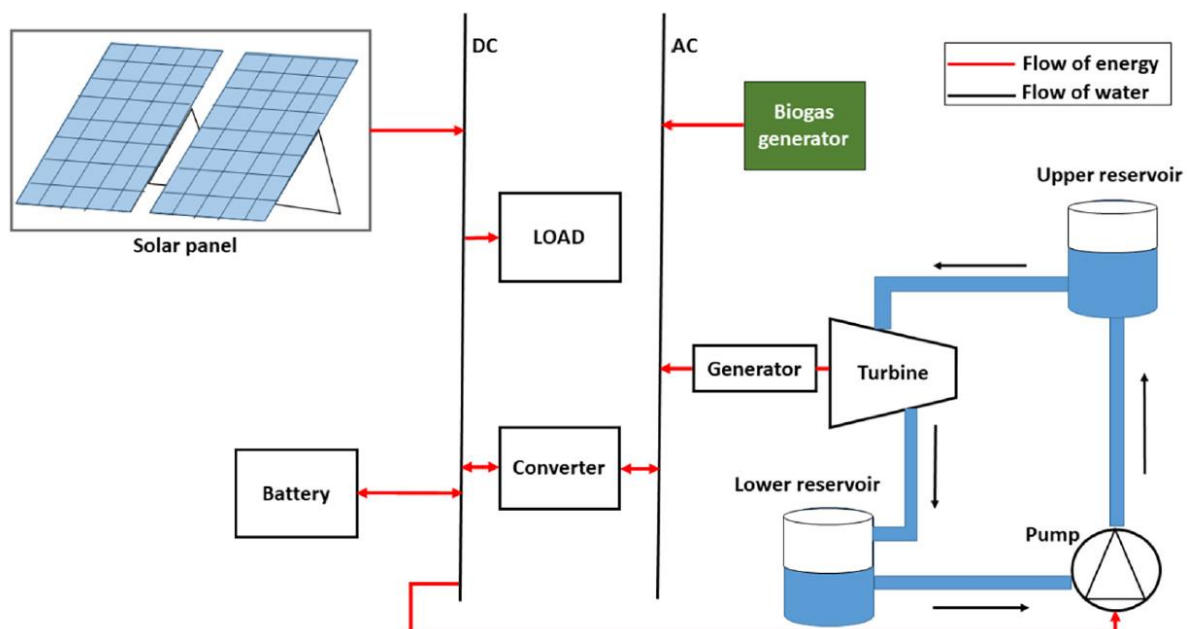 DC
AC
Flow of energy
Flow of water
Biogas
generator
Upper reservoir
LOAD
Solar panel
Generator
Turbine
Converter
Battery
Lower reservoir
Pump